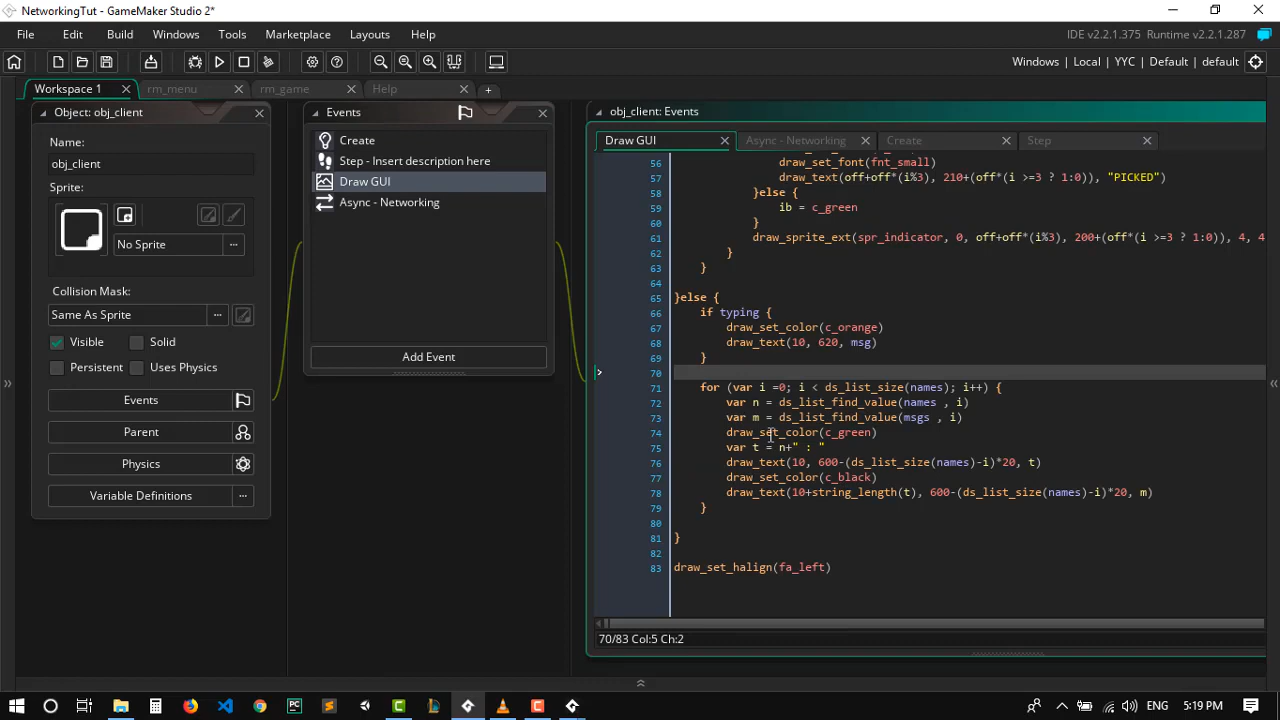 NetworkingTut - GameMaker Studio 2*
File Edit Build Windows Tools Marketplace Layouts Help
IDE v2.2.1.375 Runtime v2.2.1.287
Windows | Local | YYC | Default | default
Workspace 1 rm_menu rm_game Help
Object: obj_client
Name:
obj_client
Sprite:
No Sprite
Collision Mask:
Same As Sprite
Visible Solid
Persistent Uses Physics
Events
Parent
Physics
Variable Definitions
Events
Create
Step - Insert description here
Draw GUI
Async - Networking
Add Event
obj_client: Events
Draw GUI Async - Networking Create Step
56 draw_set_font(fnt_small)
57 draw_text(off+off*(i%3), 210+(off*(i >=3 ? 1:0)), "PICKED")
58 }else {
59 ib = c_green
60 }
61 draw_sprite_ext(spr_indicator, 0, off+off*(i%3), 200+(off*(i >=3 ? 1:0)), 4, 4
62 }
63 }
64
65 }else {
66 if typing {
67 draw_set_color(c_orange)
68 draw_text(10, 620, msg)
69 }
70
71 for (var i =0; i < ds_list_size(names); i++) {
72 var n = ds_list_find_value(names , i)
73 var m = ds_list_find_value(msgs , i)
74 draw_set_color(c_green)
75 var t = n+" : "
76 draw_text(10, 600-(ds_list_size(names)-i)*20, t)
77 draw_set_color(c_black)
78 draw_text(10+string_length(t), 600-(ds_list_size(names)-i)*20, m)
79 }
80
81 }
82
83 draw_set_halign(fa_left)
70/83 Col:5 Ch:2
ENG 5:19 PM